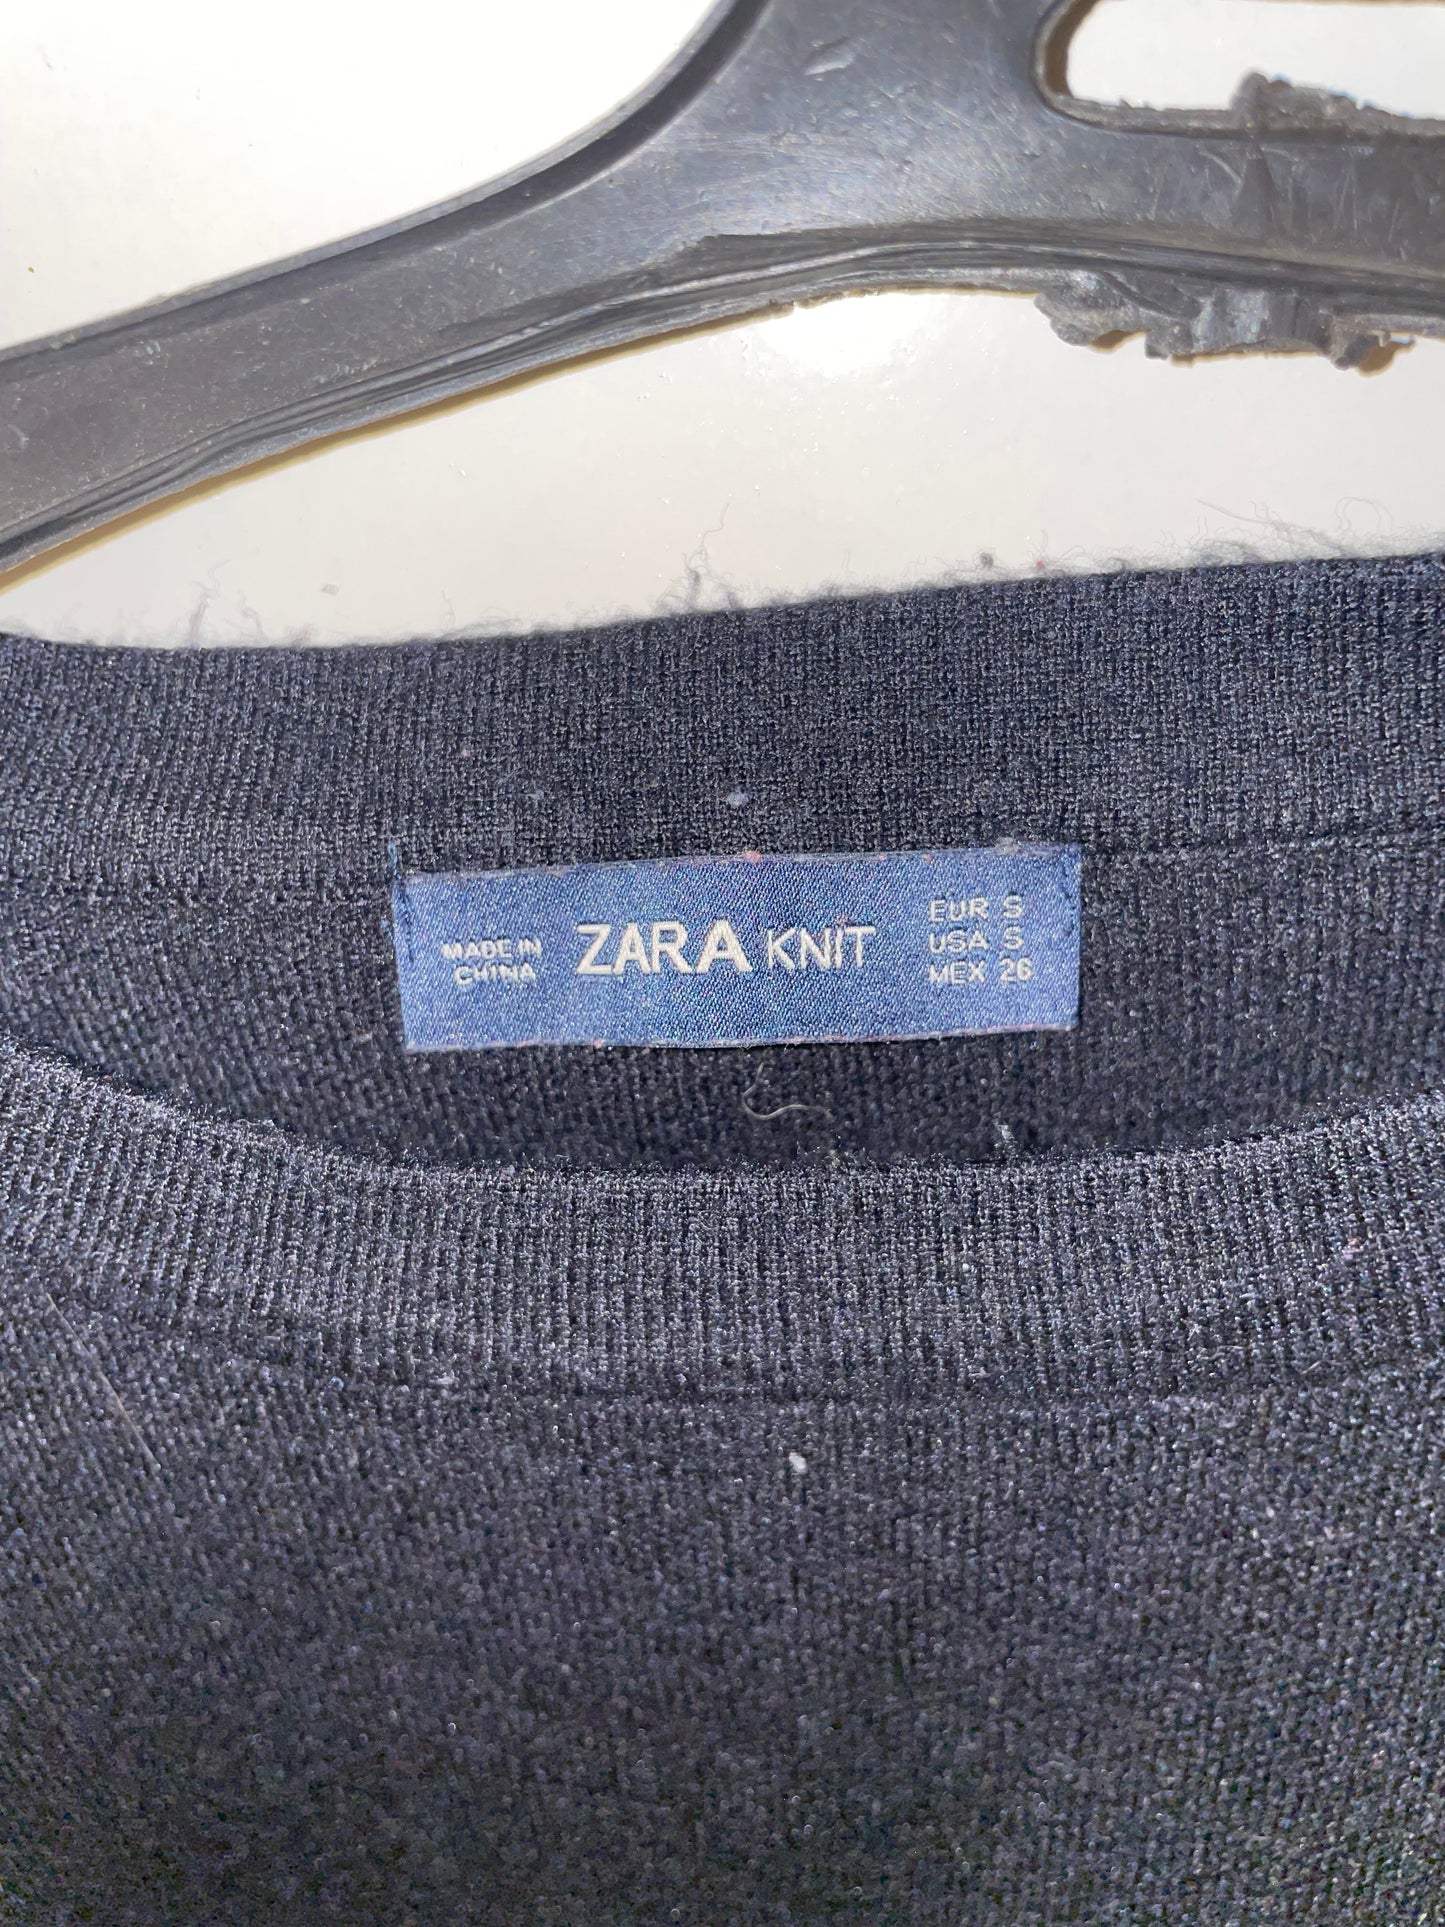 MADE IN
CHINA
ZARA KNIT
EUR S
USA S
MEX 26